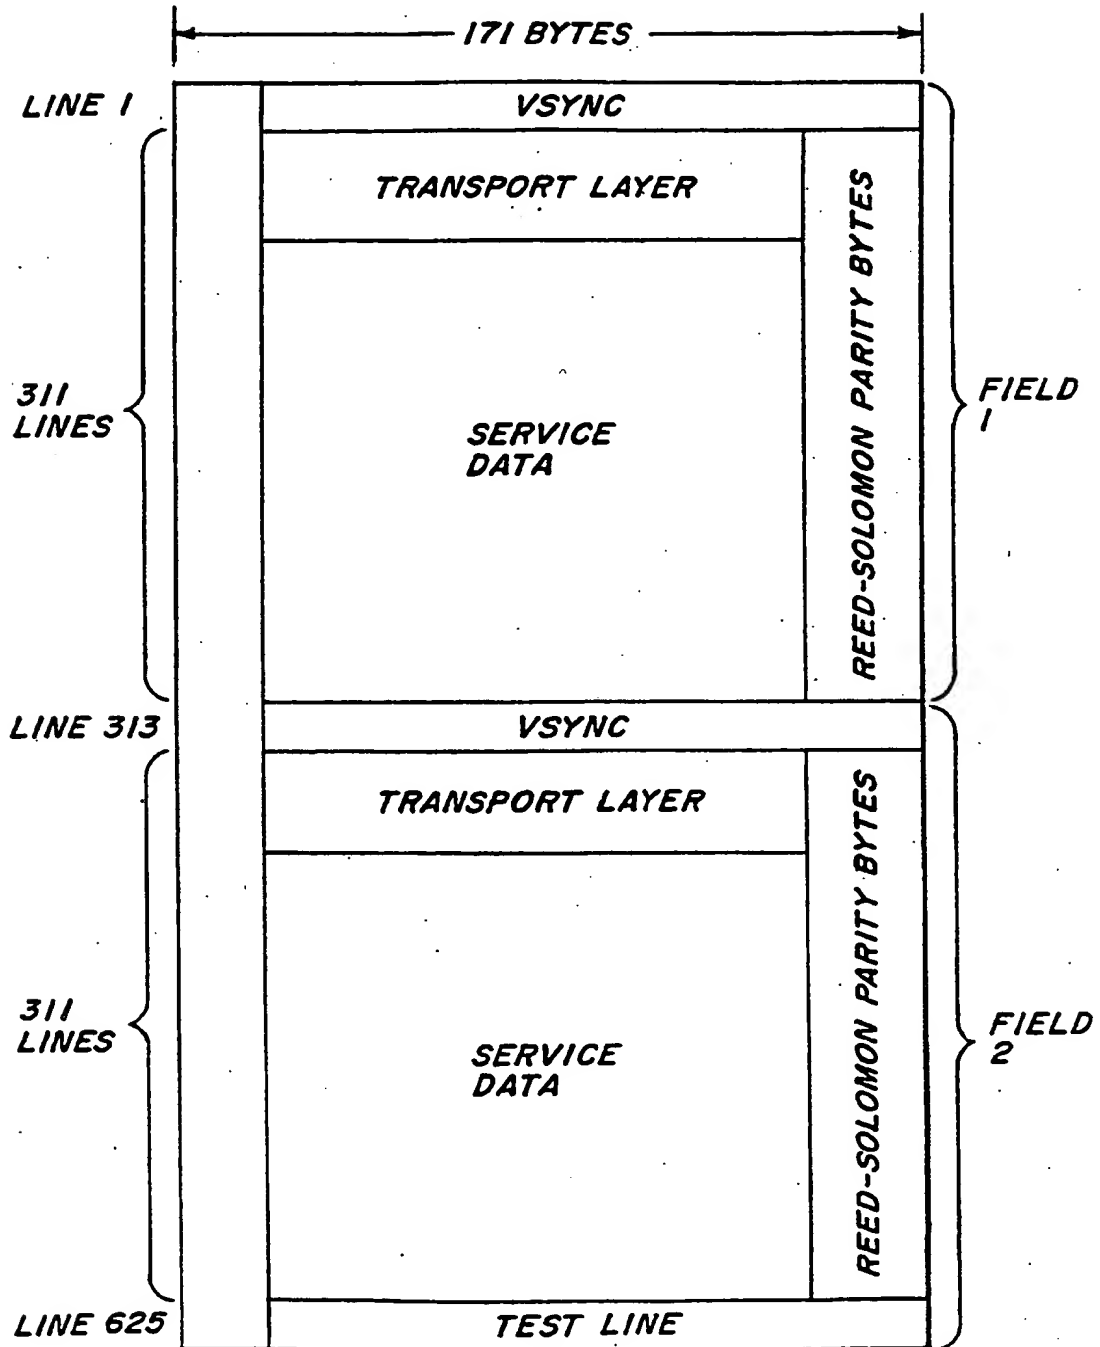 171 BYTES
LINE 1
VSYNC
TRANSPORT LAYER
REED-SOLOMON PARITY BYTES
311
LINES
SERVICE
DATA
FIELD
1
LINE 313
VSYNC
TRANSPORT LAYER
REED-SOLOMON PARITY BYTES
311
LINES
SERVICE
DATA
FIELD
2
LINE 625
TEST LINE